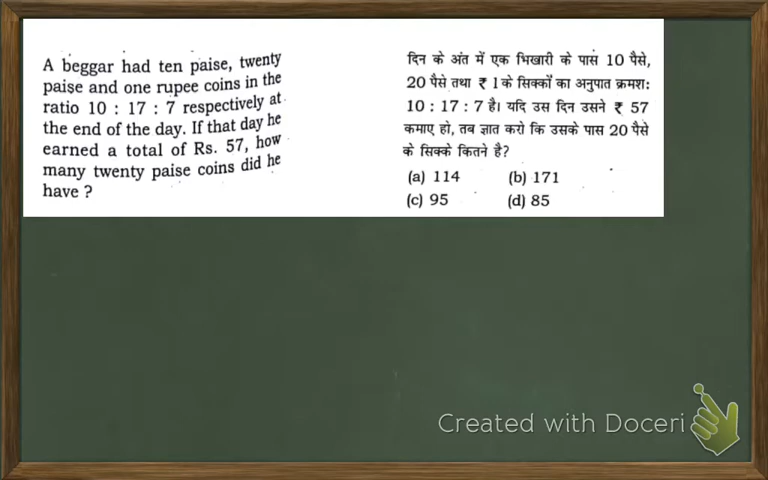 A beggar had ten paise, twenty
paise and one rupee coins in the
ratio 10 : 17 : 7 respectively at
the end of the day. If that day he
earned a total of Rs. 57, how
many twenty paise coins did he
have ?
दिन के अंत में एक भिखारी के पास 10 पैसे,
20 पैसे तथा ₹ 1 के सिक्कों का अनुपात क्रमश:
10 : 17 : 7 है। यदि उस दिन उसने ₹ 57
कमाए हो, तब ज्ञात करो कि उसके पास 20 पैसे
के सिक्के कितने है?
(a) 114 (b) 171
(c) 95 (d) 85
Created with Doceri